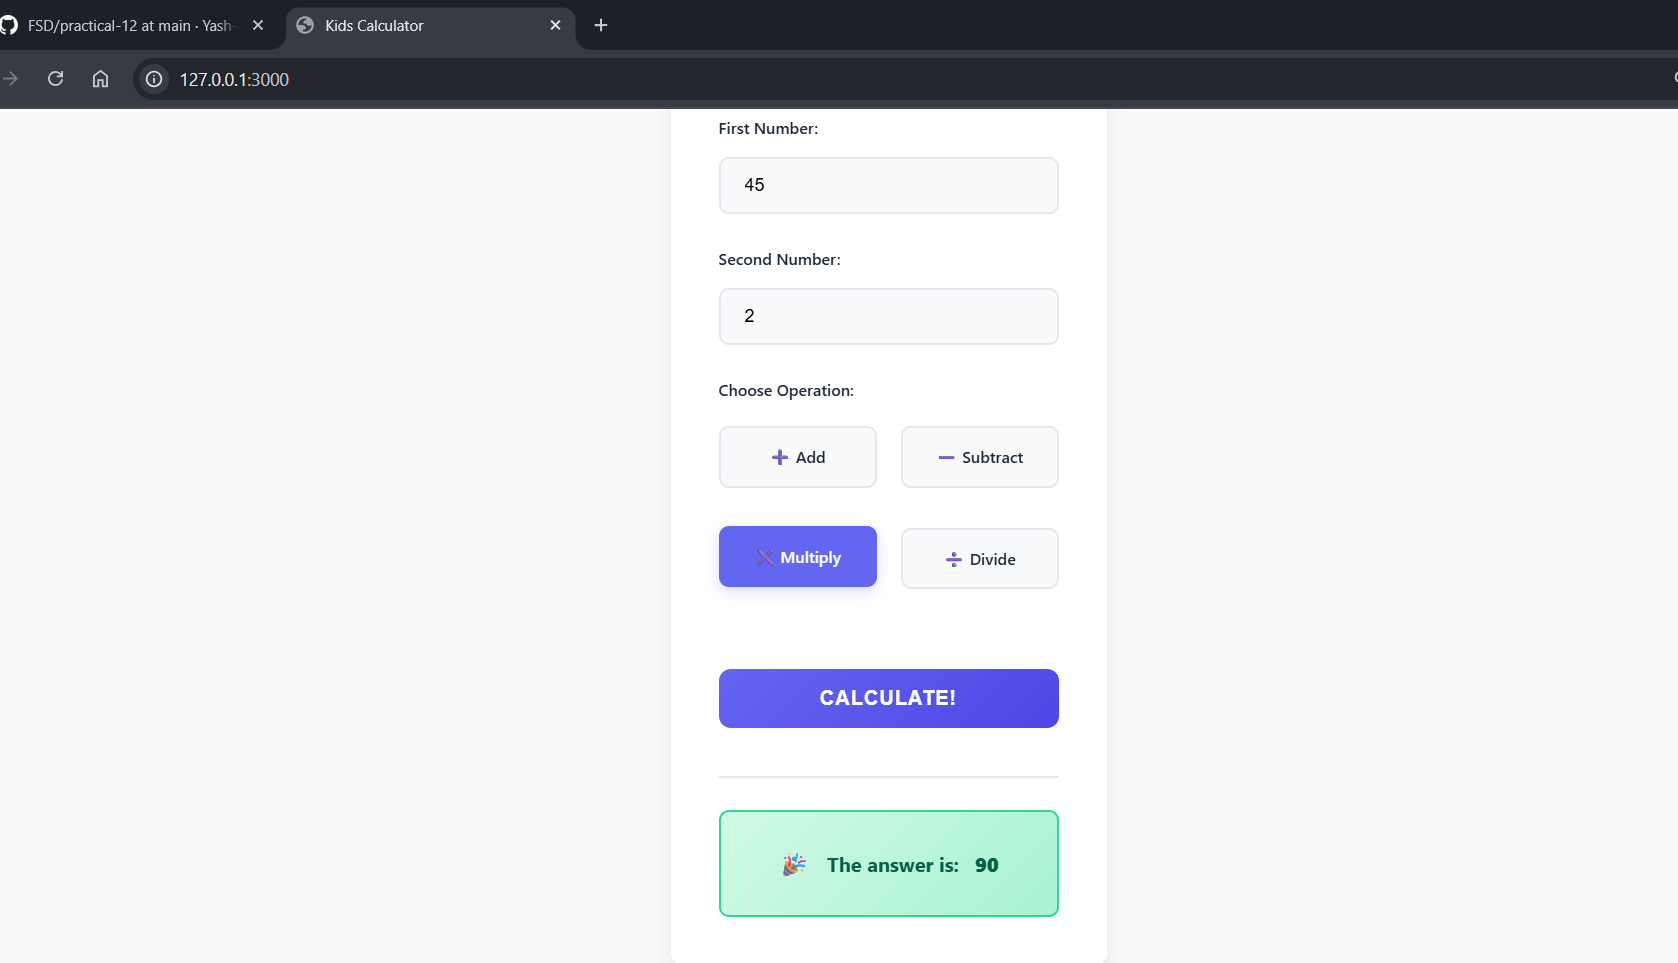 FSD/practical-12 at main · Yash-
Kids Calculator
127.0.0.1:3000
First Number:
45
Second Number:
2
Choose Operation:
➕ Add
➖ Subtract
✖ Multiply
➗ Divide
CALCULATE!
🎉 The answer is: 90